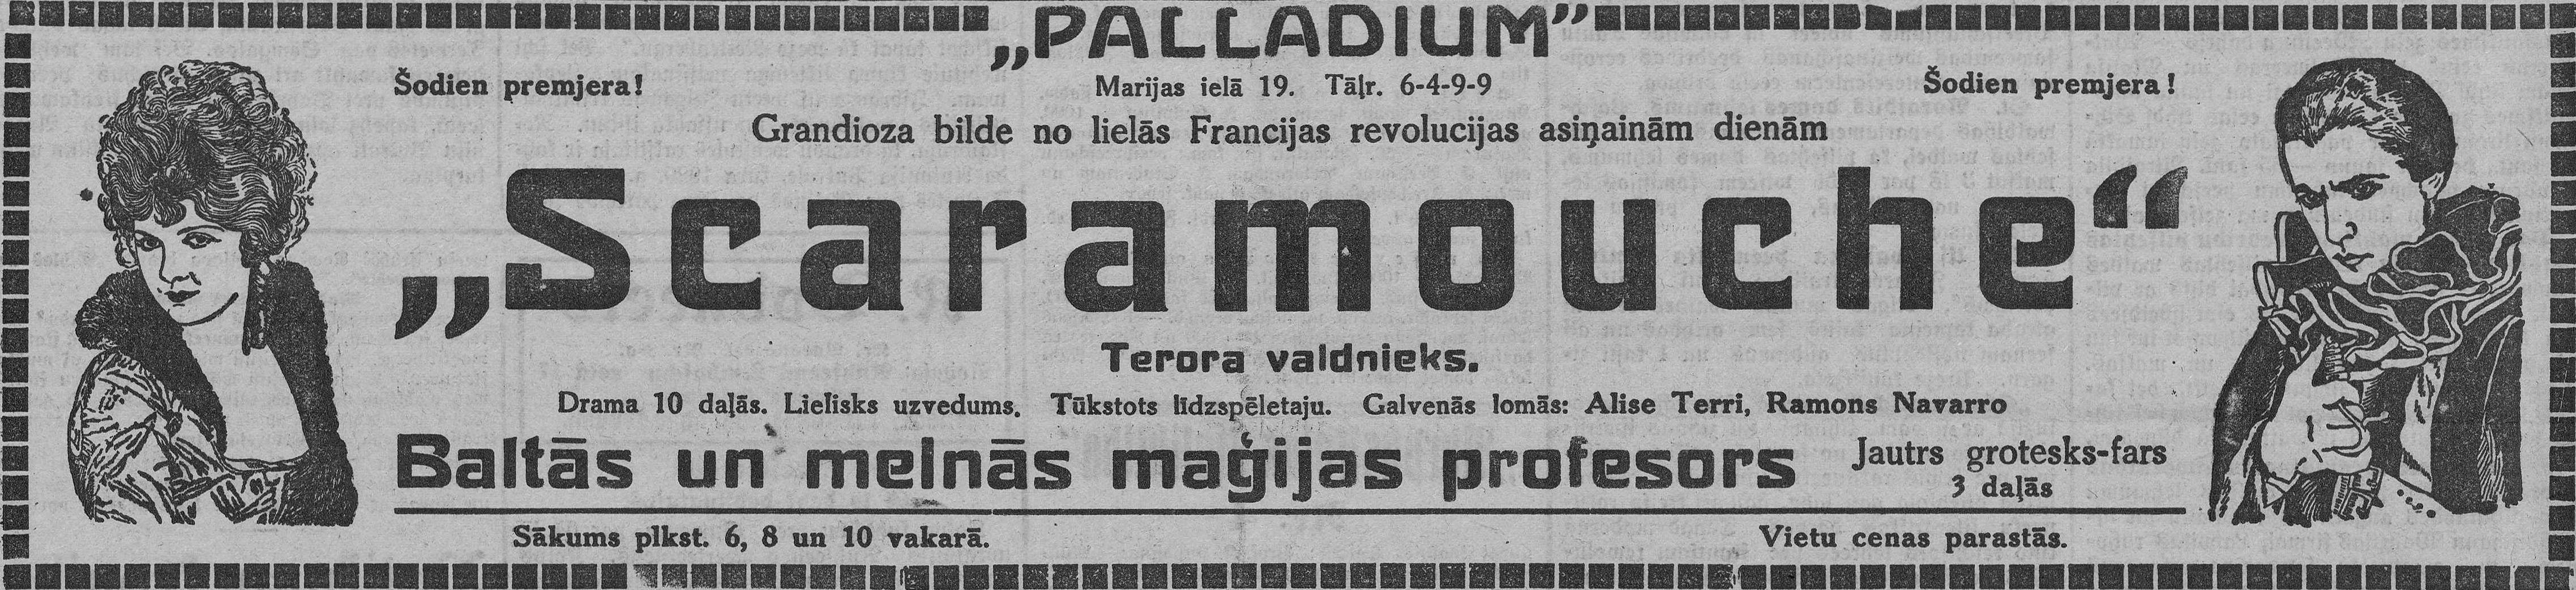 „PALLADIUM”
Šodien premjera!
Marijas ielā 19. Tāļr. 6-4-9-9
Šodien premjera!
Grandioza bilde no lielās Francijas revolucijas asiņainām dienām
„Scaramouche“
Terora valdnieks.
Drama 10 daļās. Lielisks uzvedums. Tūkstots līdzspēletaju. Galvenās lomās: Alise Terri, Ramons Navarro
Baltās un melnās maģijas profesors
Jautrs grotesks-fars
3 daļās
Sākums plkst. 6, 8 un 10 vakarā.
Vietu cenas parastās.